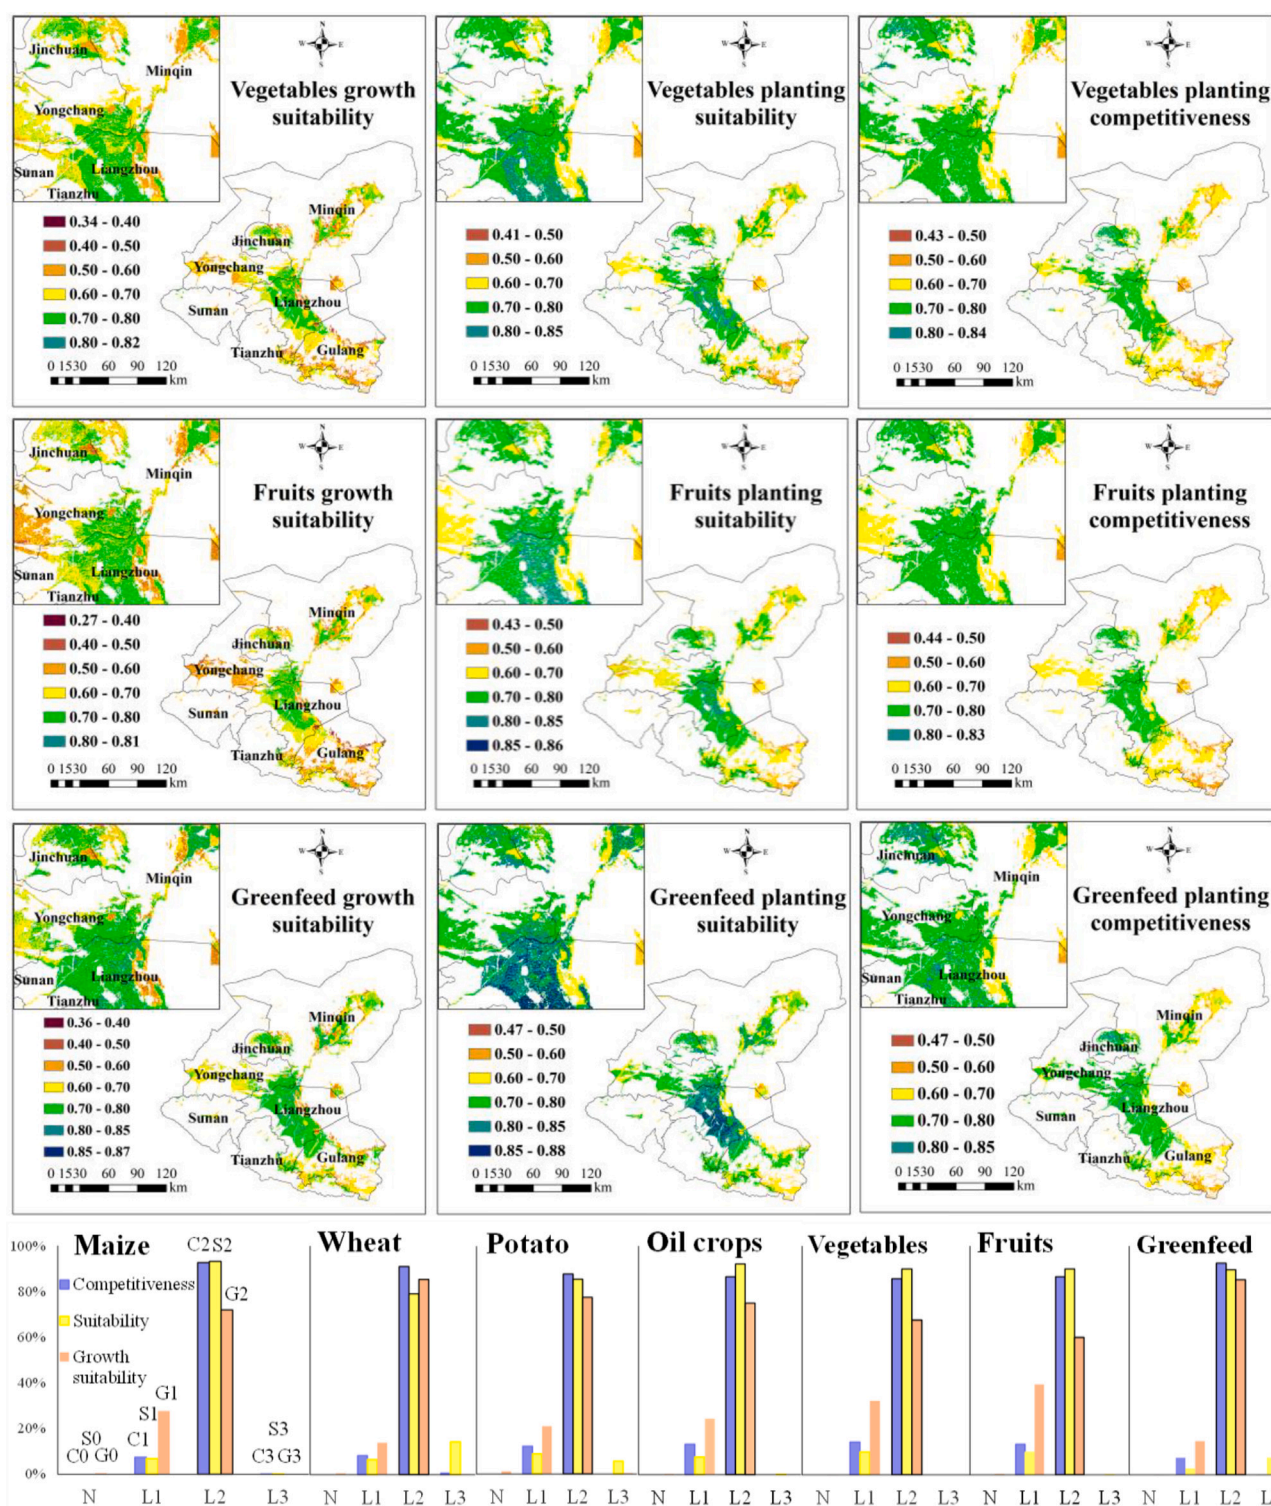 Jinchuan
Minqin
Yongchang
Sunan
Liangzhou
Tianzhu
N
W E
S
Vegetables growth
suitability
0.34 - 0.40
0.40 - 0.50
0.50 - 0.60
0.60 - 0.70
0.70 - 0.80
0.80 - 0.82
Minqin
Jinchuan
Yongchang
Liangzhou
Sunan
Tianzhu
Gulang
0 1530 60 90 120
km
N
W E
S
Vegetables planting
suitability
0.41 - 0.50
0.50 - 0.60
0.60 - 0.70
0.70 - 0.80
0.80 - 0.85
0 1530 60 90 120
km
N
W E
S
Vegetables planting
competitiveness
0.43 - 0.50
0.50 - 0.60
0.60 - 0.70
0.70 - 0.80
0.80 - 0.84
0 1530 60 90 120
km
Jinchuan
Minqin
Yongchang
Sunan
Liangzhou
Tianzhu
N
W E
S
Fruits growth
suitability
0.27 - 0.40
0.40 - 0.50
0.50 - 0.60
0.60 - 0.70
0.70 - 0.80
0.80 - 0.81
Minqin
Jinchuan
Yongchang
Liangzhou
Sunan
Tianzhu
Gulang
0 1530 60 90 120
km
N
W E
S
Fruits planting
suitability
0.43 - 0.50
0.50 - 0.60
0.60 - 0.70
0.70 - 0.80
0.80 - 0.85
0.85 - 0.86
0 1530 60 90 120
km
N
W E
S
Fruits planting
competitiveness
0.44 - 0.50
0.50 - 0.60
0.60 - 0.70
0.70 - 0.80
0.80 - 0.83
0 1530 60 90 120
km
Jinchuan
Minqin
Yongchang
Sunan
Liangzhou
Tianzhu
N
W E
S
Greenfeed growth
suitability
0.36 - 0.40
0.40 - 0.50
0.50 - 0.60
0.60 - 0.70
0.70 - 0.80
0.80 - 0.85
0.85 - 0.87
Minqin
Jinchuan
Yongchang
Liangzhou
Sunan
Tianzhu
Gulang
0 1530 60 90 120
km
N
W E
S
Greenfeed planting
suitability
0.47 - 0.50
0.50 - 0.60
0.60 - 0.70
0.70 - 0.80
0.80 - 0.85
0.85 - 0.88
0 1530 60 90 120
km
Jinchuan
Minqin
Yongchang
Sunan
Liangzhou
Tianzhu
N
W E
S
Greenfeed planting
competitiveness
0.47 - 0.50
0.50 - 0.60
0.60 - 0.70
0.70 - 0.80
0.80 - 0.85
Minqin
Jinchuan
Yongchang
Liangzhou
Sunan
Tianzhu
Gulang
0 1530 60 90 120
km
100%
80%
60%
40%
20%
0%
Maize
Competitiveness
Suitability
Growth
suitability
C2 S2
G2
G1
S1
C1
S0
C0 G0
S3
C3 G3
N L1 L2 L3
Wheat
N L1 L2 L3
Potato
N L1 L2 L3
Oil crops
N L1 L2 L3
Vegetables
N L1 L2 L3
Fruits
N L1 L2 L3
Greenfeed
N L1 L2